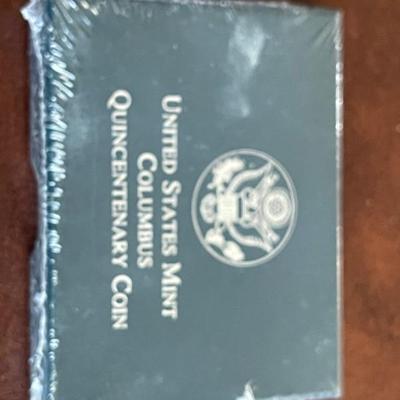 UNITED STATES MINT
COLUMBUS
QUINCENTENARY COIN